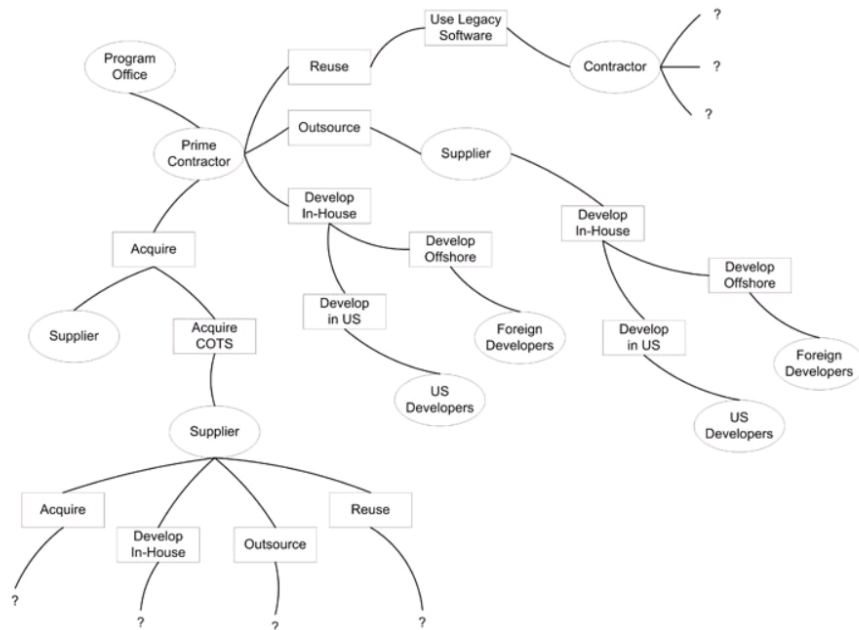 Program
Office
Prime
Contractor
Reuse
Use Legacy
Software
Contractor
?
?
?
Outsource
Supplier
Develop
In-House
Develop
Offshore
Develop
in US
Foreign
Developers
US
Developers
Develop
In-House
Develop
Offshore
Develop
in US
Foreign
Developers
US
Developers
Acquire
Supplier
Acquire
COTS
Supplier
Acquire
Develop
In-House
Outsource
Reuse
?
?
?
?